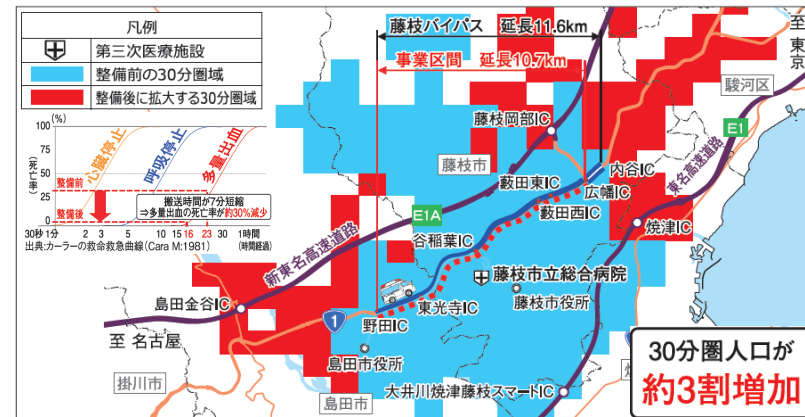 凡例
第三次医療施設
整備前の30分圏域
整備後に拡大する30分圏域
藤枝バイパス 延長11.6km
事業区間 延長10.7km
至 東京
駿河区
E1
東名高速道路
藤枝岡部IC
藤枝市
内谷IC
広幡IC
藪田東IC
藪田西IC
E1A
新東名高速道路
谷稲葉IC
焼津IC
藤枝市立総合病院
藤枝市役所
東光寺IC
島田金谷IC
1
野田IC
至 名古屋
島田市役所
掛川市
島田市
大井川焼津藤枝スマートIC
(%)
100
75
50
25
0
(死亡率)
心臓停止
呼吸停止
多量出血
整備前
整備後
搬送時間が7分短縮
⇒多量出血の死亡率が約30%減少
30秒 1分 2 3 5 10 15 16 23 30 1時間
(時間経過)
出典:カーラーの救命救急曲線(Cara M:1981)
30分圏人口が
約3割増加